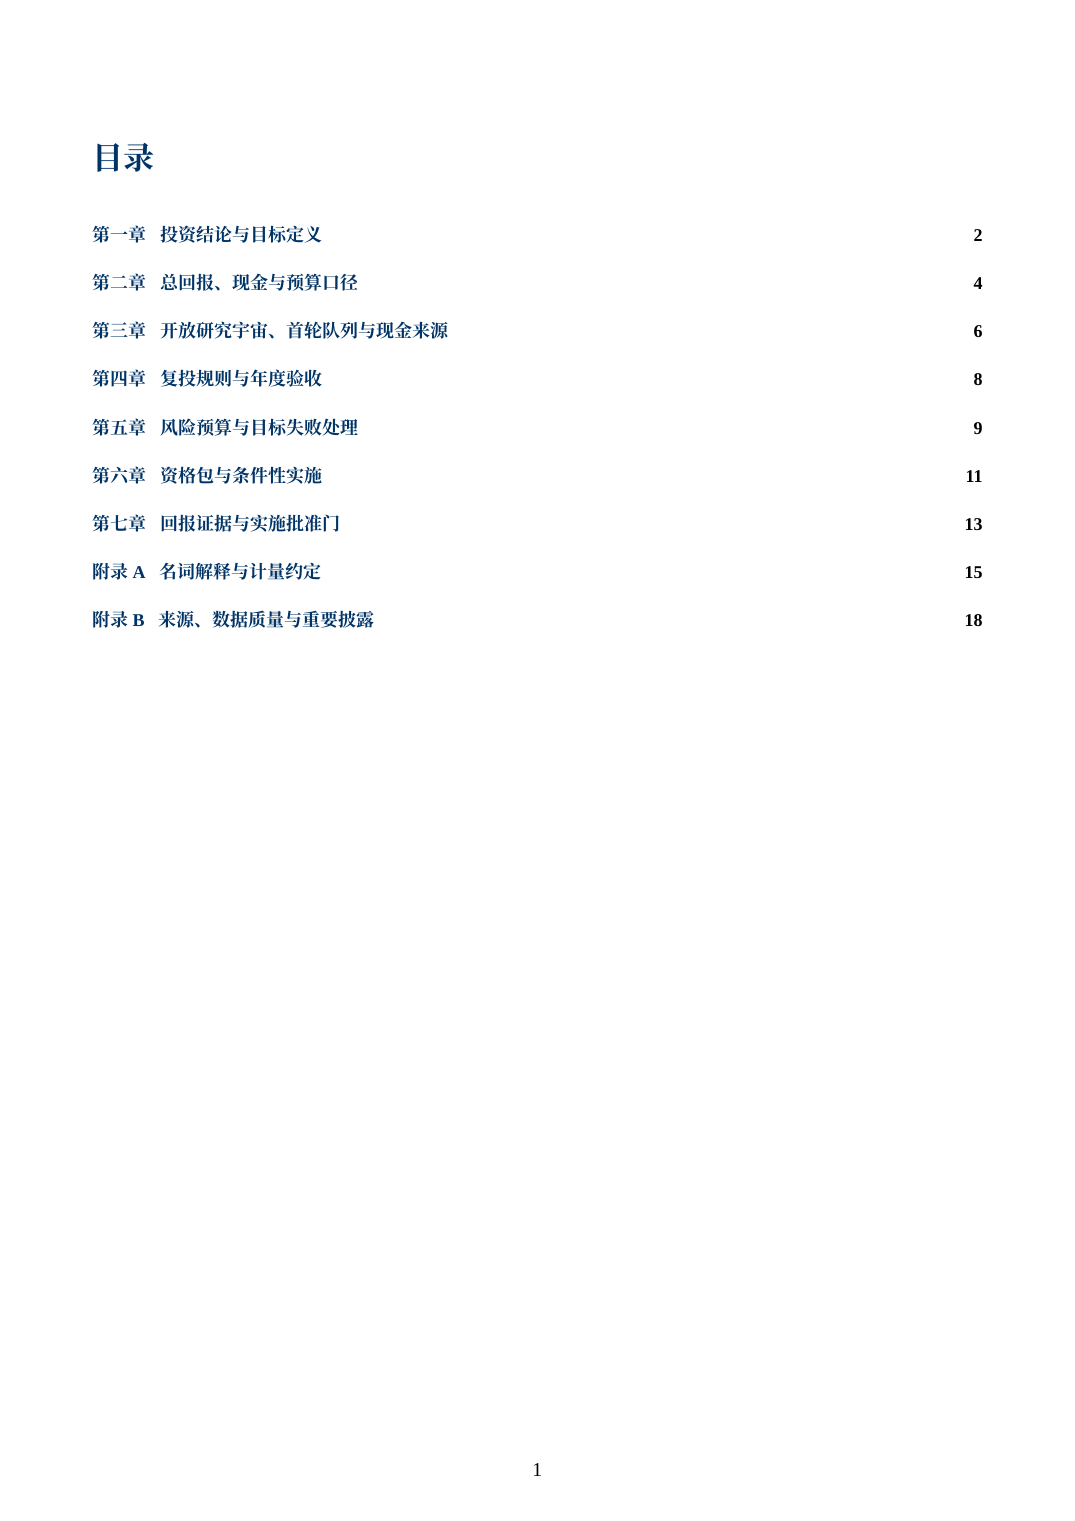 目录
第一章 投资结论与目标定义 2
第二章 总回报、现金与预算口径 4
第三章 开放研究宇宙、首轮队列与现金来源 6
第四章 复投规则与年度验收 8
第五章 风险预算与目标失败处理 9
第六章 资格包与条件性实施 11
第七章 回报证据与实施批准门 13
附录 A 名词解释与计量约定 15
附录 B 来源、数据质量与重要披露 18
1